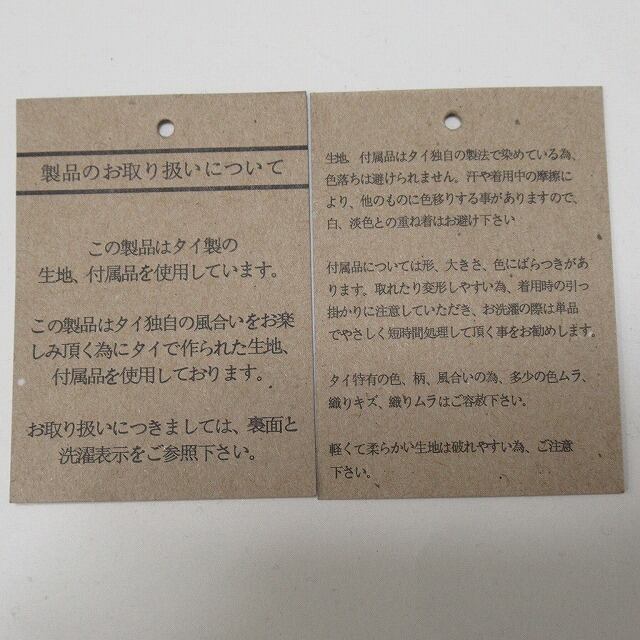 製品のお取り扱いについて
この製品はタイ製の
生地、付属品を使用しています。
この製品はタイ独自の風合いをお楽
しみ頂く為にタイで作られた生地、
付属品を使用しております。
お取り扱いにつきましては、裏面と
洗濯表示をご参照下さい。
生地、付属品はタイ独自の製法で染めている為、
色落ちは避けられません。汗や着用中の摩擦に
より、他のものに色移りする事がありますので、
白、淡色との重ね着はお避け下さい
付属品については形、大きさ、色にばらつきがあ
ります。取れたり変形しやすい為、着用時の引っ
掛かりに注意していただき、お洗濯の際は単品
でやさしく短時間処理して頂く事をお勧めします。
タイ特有の色、柄、風合いの為、多少の色ムラ、
織りキズ、織りムラはご容赦下さい。
軽くて柔らかい生地は破れやすい為、ご注意
下さい。